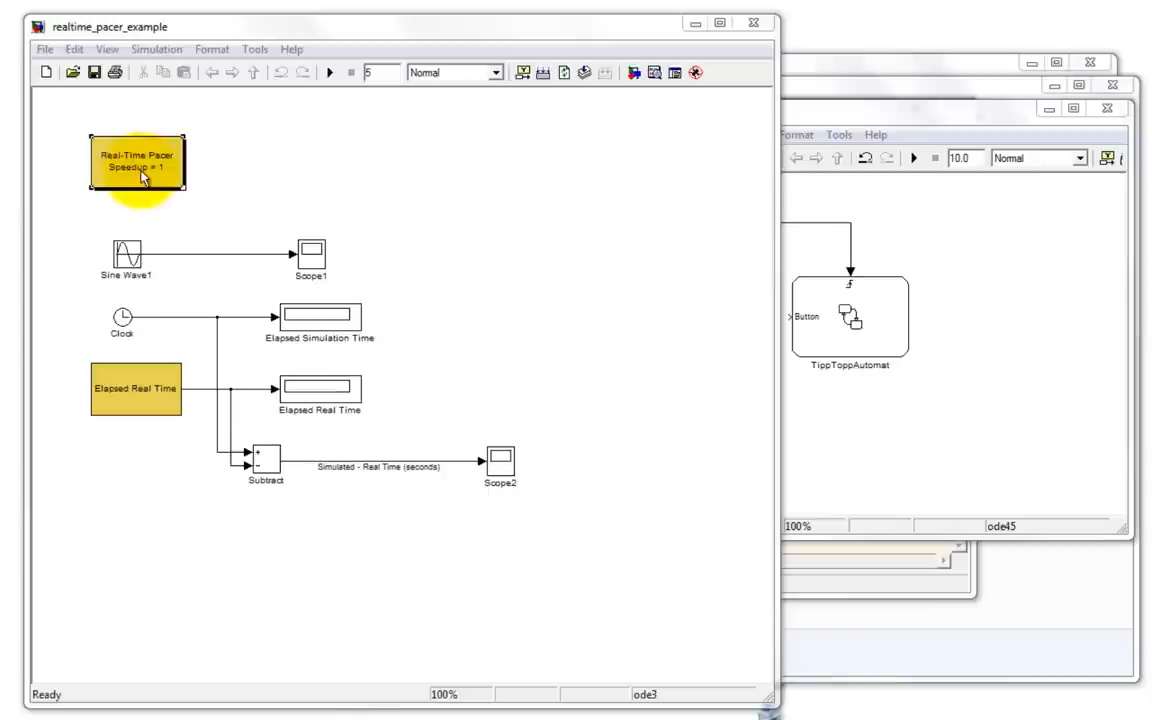 realtime_pacer_example
File Edit View Simulation Format Tools Help
5 Normal
Real-Time Pacer
Speedup = 1
Sine Wave1
Scope1
Clock
Elapsed Simulation Time
Elapsed Real Time
Elapsed Real Time
+
−
Subtract
Simulated - Real Time (seconds)
Scope2
Ready 100% ode3
Format Tools Help
10.0 Normal
Button
TippToppAutomat
100% ode45